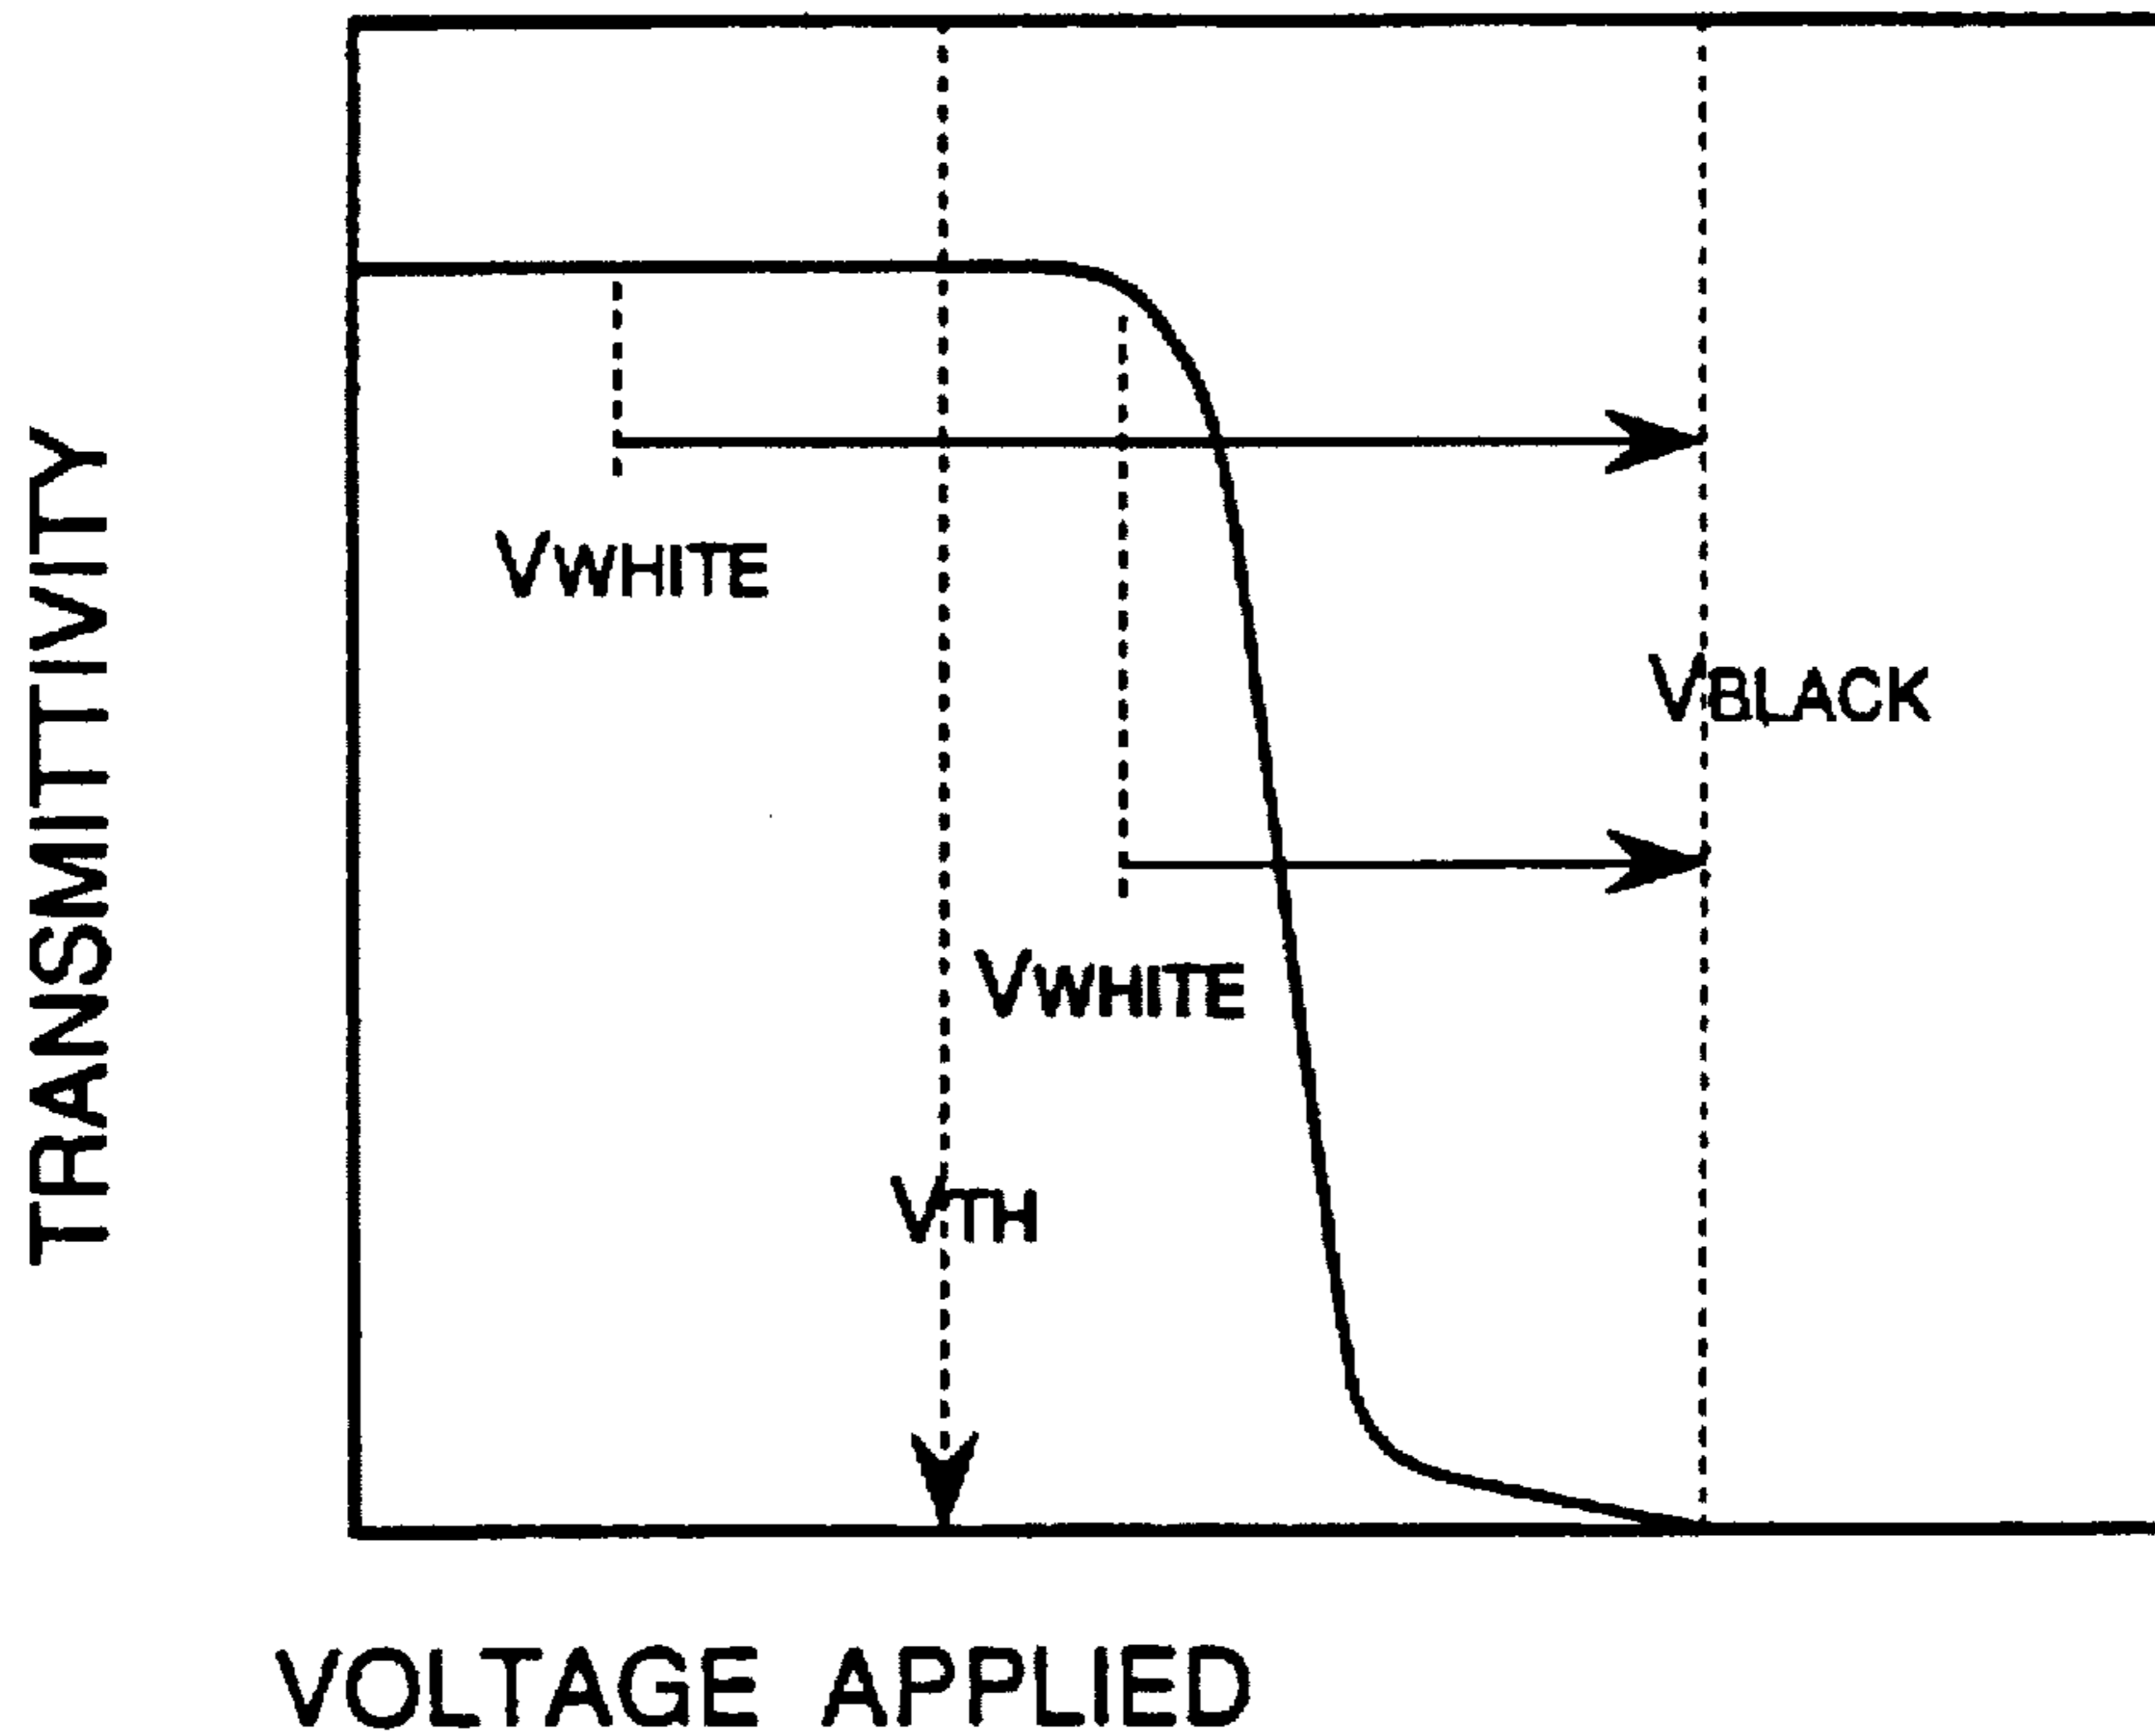 TRANSMITTIVITY
VWHITE
VBLACK
VWHITE
VTH
VOLTAGE APPLIED